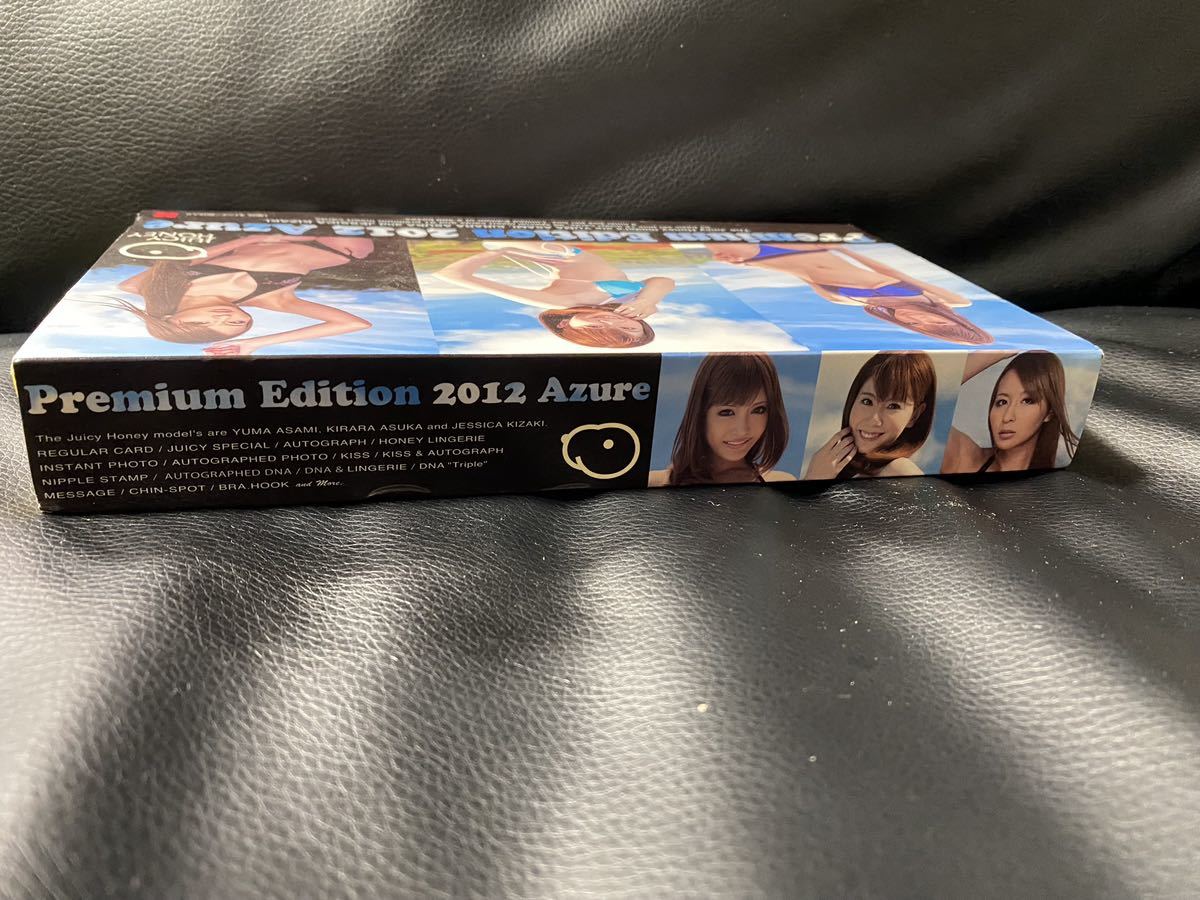 Premium Edition 2012 Azure
JUICY HONEY
Premium Edition 2012 Azure
The Juicy Honey model's are YUMA ASAMI, KIRARA ASUKA and JESSICA KIZAKI.
REGULAR CARD / JUICY SPECIAL / AUTOGRAPH / HONEY LINGERIE
INSTANT PHOTO / AUTOGRAPHED PHOTO / KISS / KISS & AUTOGRAPH
NIPPLE STAMP / AUTOGRAPHED DNA / DNA & LINGERIE / DNA "Triple"
MESSAGE / CHIN-SPOT / BRA.HOOK and More.